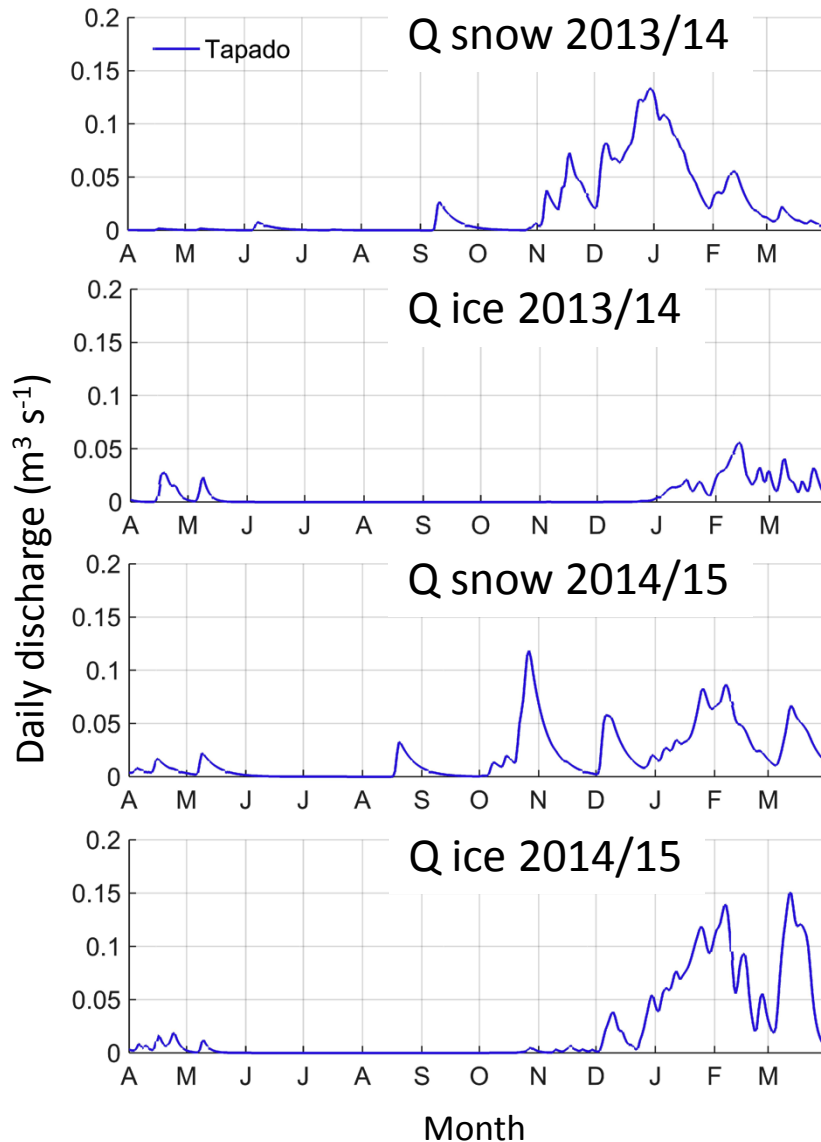 Q snow 2013/14
Tapado
0.2
0.15
0.1
0.05
0
A M J J A S O N D J F M
Q ice 2013/14
0.2
0.15
0.1
0.05
0
A M J J A S O N D J F M
Q snow 2014/15
0.2
0.15
0.1
0.05
0
A M J J A S O N D J F M
Q ice 2014/15
0.2
0.15
0.1
0.05
0
A M J J A S O N D J F M
Daily discharge (m³ s⁻¹)
Month